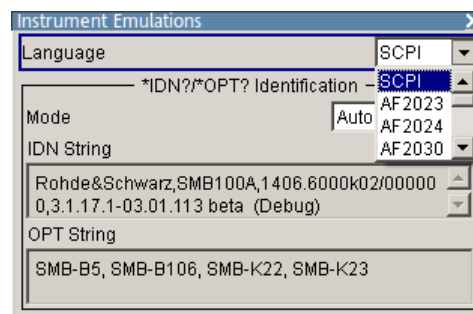 Instrument Emulations
Language SCPI
SCPI
*IDN?/*OPT? Identification
AF2023
Mode Auto
AF2024
IDN String
AF2030
Rohde&Schwarz,SMB100A,1406.6000k02/00000
0,3.1.17.1-03.01.113 beta (Debug)
OPT String
SMB-B5, SMB-B106, SMB-K22, SMB-K23